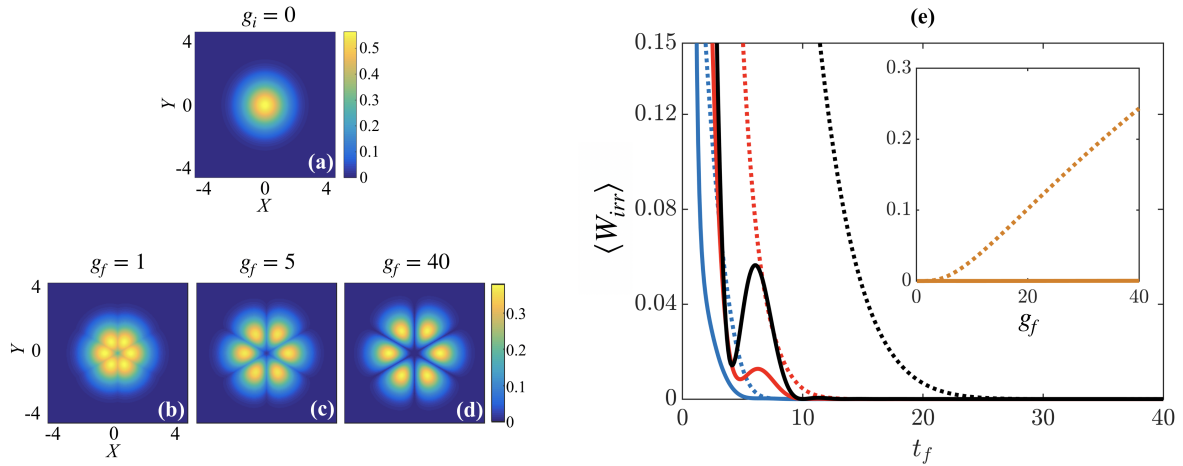 g_i = 0
4
0
-4
Y
-4
0
4
X
(a)
0.5
0.4
0.3
0.2
0.1
0
g_f = 1
g_f = 5
g_f = 40
4
0
-4
Y
-4
0
4
X
(b)
(c)
(d)
0.3
0.2
0.1
0
(e)
0.15
0.12
0.08
0.04
0
⟨W_irr⟩
0
10
20
30
40
t_f
0.3
0.2
0.1
0
0
20
40
g_f